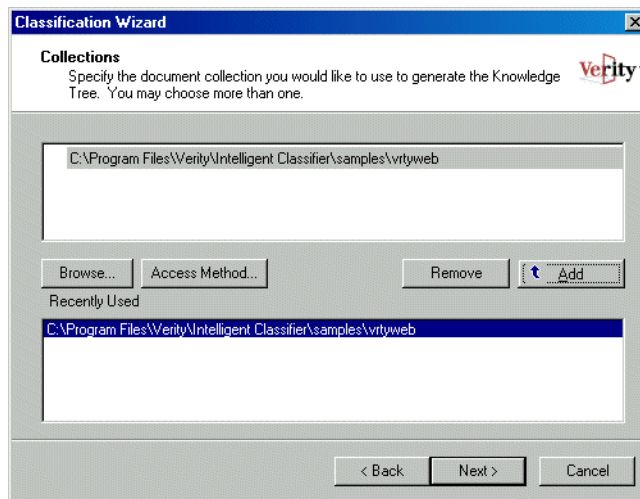 Classification Wizard
Collections
Specify the document collection you would like to use to generate the Knowledge
Tree. You may choose more than one.
Verity
C:\Program Files\Verity\Intelligent Classifier\samples\vrtyweb
Browse...
Access Method...
Remove
Add
Recently Used
C:\Program Files\Verity\Intelligent Classifier\samples\vrtyweb
< Back
Next >
Cancel